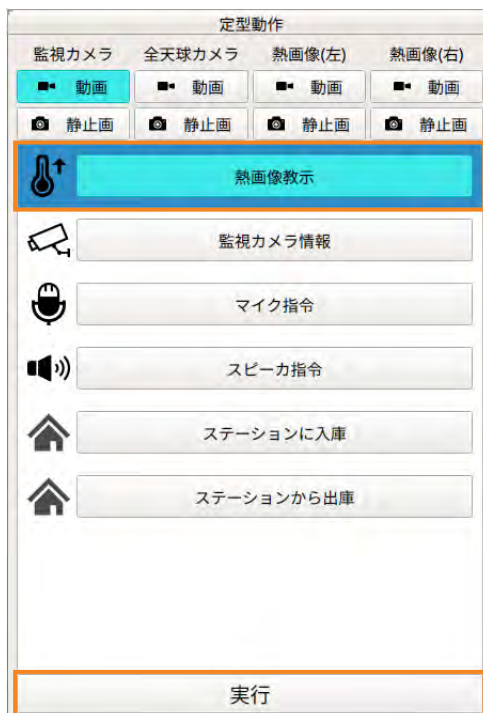 定型動作
監視カメラ 全天球カメラ 熱画像(左) 熱画像(右)
動画 動画 動画 動画
静止画 静止画 静止画 静止画
熱画像教示
監視カメラ情報
マイク指令
スピーカ指令
ステーションに入庫
ステーションから出庫
実行